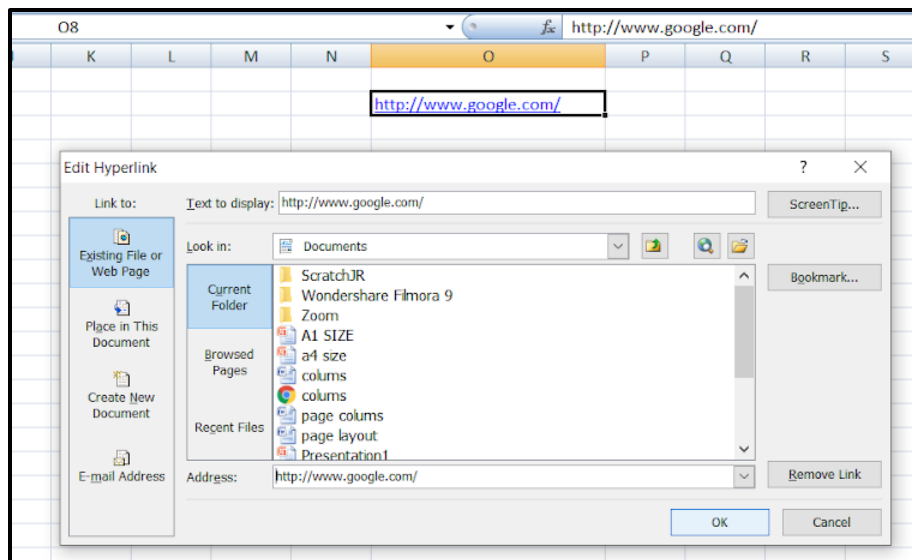 O8 fx http://www.google.com/
K L M N O P Q R S
http://www.google.com/
Edit Hyperlink ?
Link to:
Text to display: http://www.google.com/
ScreenTip...
Existing File or
Web Page
Look in: Documents
Current
Folder
ScratchJR
Wondershare Filmora 9
Zoom
A1 SIZE
a4 size
colums
colums
page colums
page layout
Presentation1
Bookmark...
Place in This
Document
Browsed
Pages
Create New
Document
Recent Files
E-mail Address
Address: http://www.google.com/
Remove Link
OK Cancel